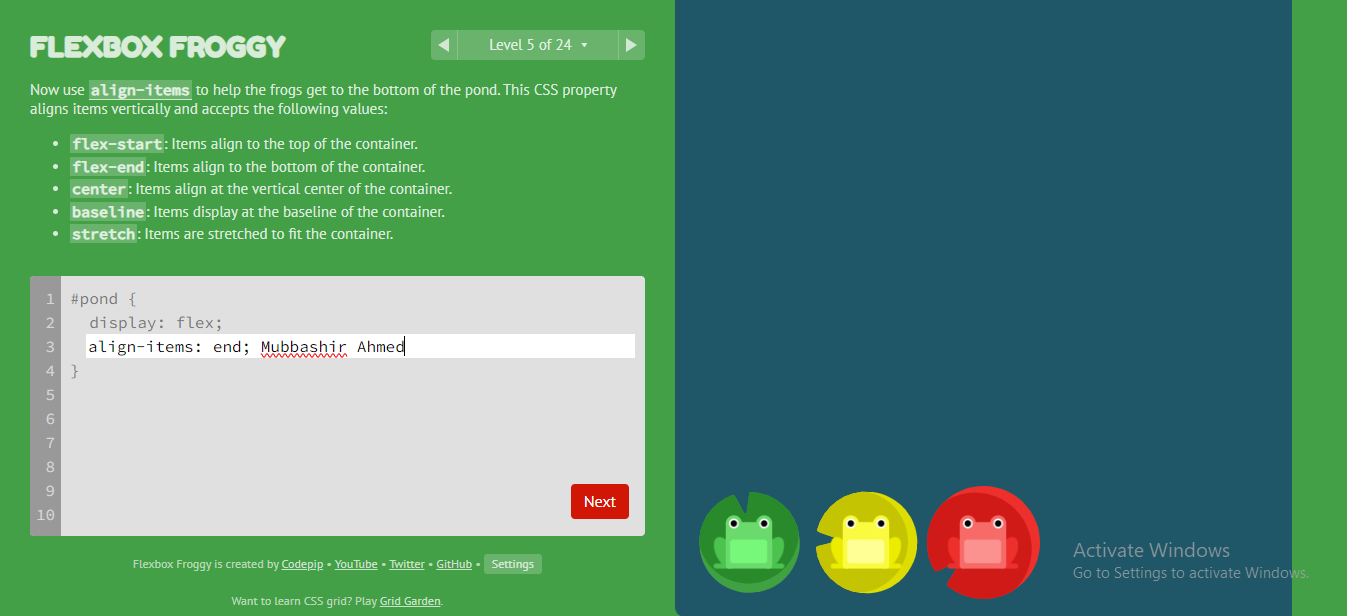 FLEXBOX FROGGY
◀ Level 5 of 24 ▾ ▶
Now use align-items to help the frogs get to the bottom of the pond. This CSS property
aligns items vertically and accepts the following values:
• flex-start: Items align to the top of the container.
• flex-end: Items align to the bottom of the container.
• center: Items align at the vertical center of the container.
• baseline: Items display at the baseline of the container.
• stretch: Items are stretched to fit the container.
1 #pond {
2 display: flex;
3 align-items: end; Mubbashir Ahmed
4 }
5
6
7
8
9
10
Next
Flexbox Froggy is created by Codepip • YouTube • Twitter • GitHub • Settings
Want to learn CSS grid? Play Grid Garden.
Activate Windows
Go to Settings to activate Windows.